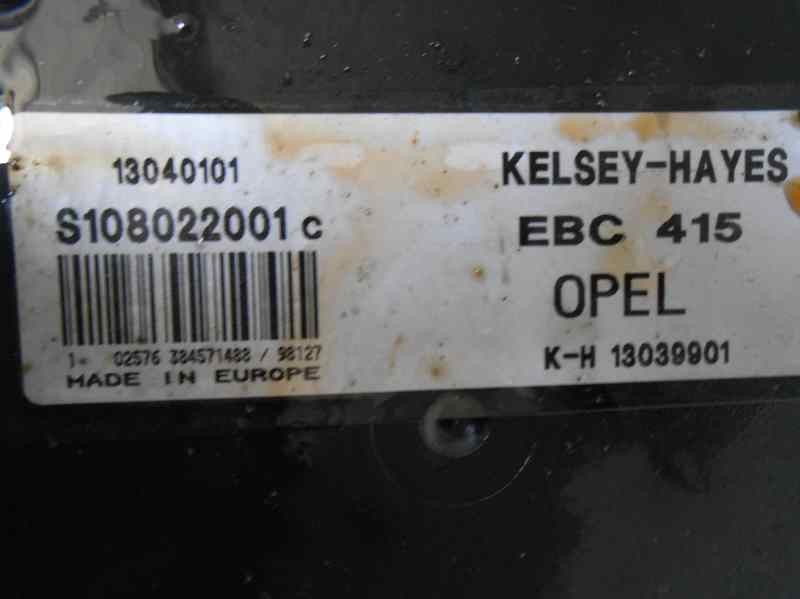 13040101
S108022001 c
1- 02576 384571488 / 98127
MADE IN EUROPE
KELSEY-HAYES
EBC 415
OPEL
K-H 13039901